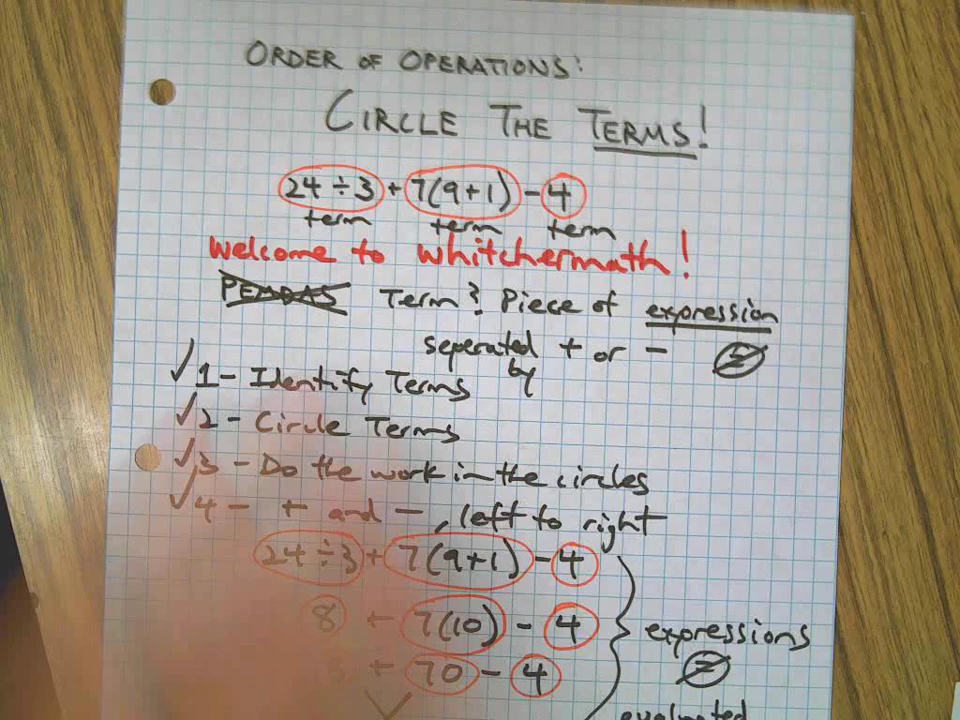 ORDER OF OPERATIONS:
CIRCLE THE TERMS!
24 ÷ 3 + 7(9+1) - 4
term term term
welcome to whitchermath!
PEMDAS Term? Piece of expression
seperated + or -
by
✓ 1- Identify Terms
✓ 2 - Circle Terms
✓ 3 - Do the work in the circles
✓ 4 - + and -, left to right
24 ÷ 3 + 7(9+1) - 4
8 + 7(10) - 4
expressions
+ 70 - 4
evaluated